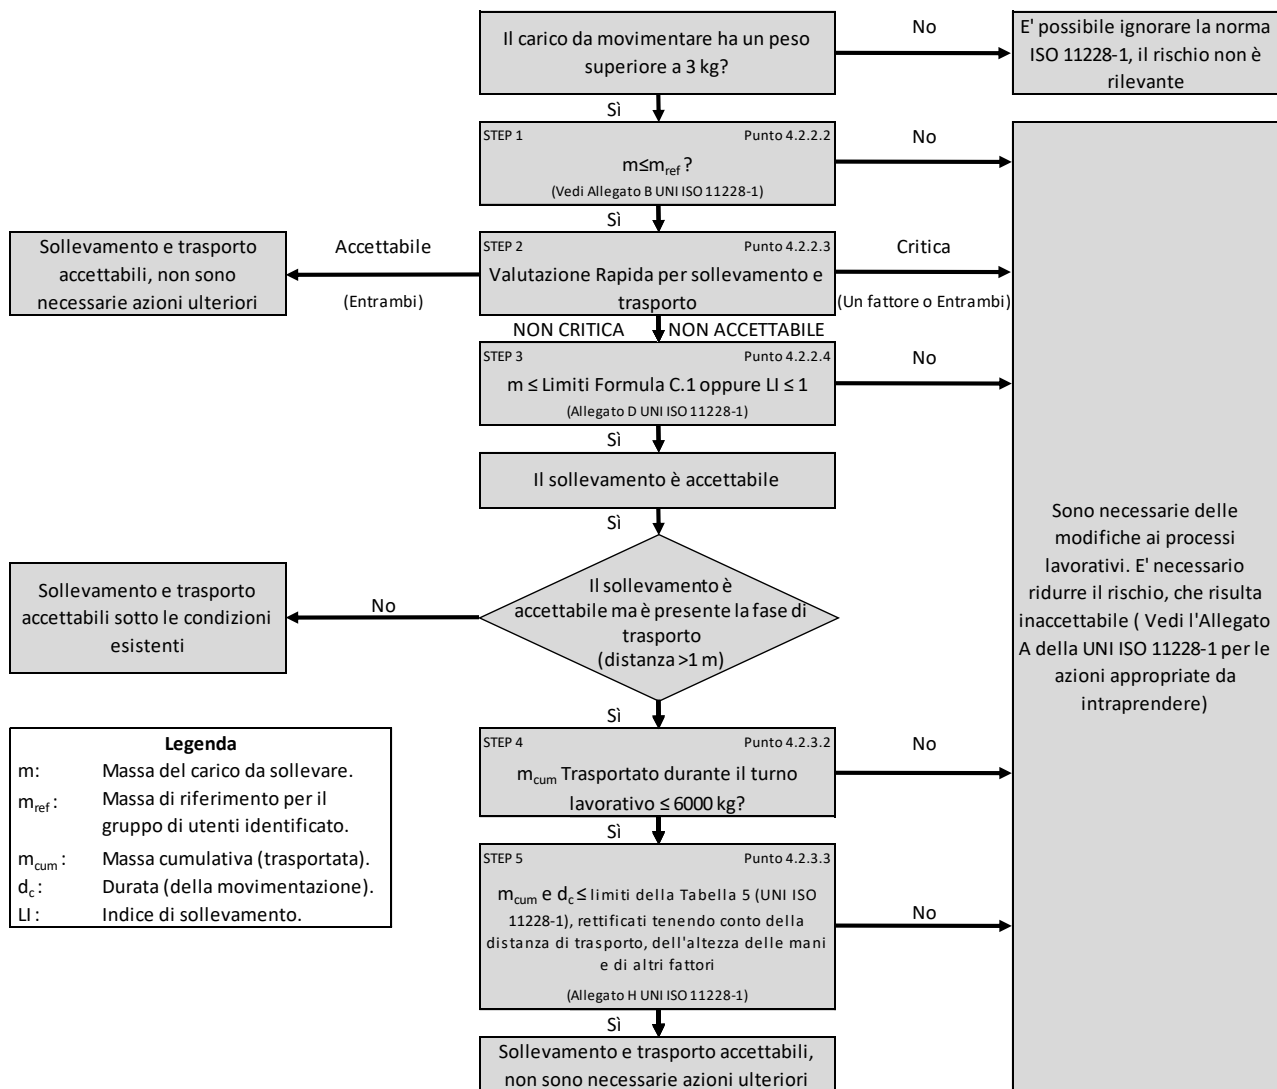 Il carico da movimentare ha un peso
superiore a 3 kg?
No
E' possibile ignorare la norma
ISO 11228-1, il rischio non è
rilevante
Sì
STEP 1 Punto 4.2.2.2
m≤m_ref ?
(Vedi Allegato B UNI ISO 11228-1)
No
Sì
Sollevamento e trasporto
accettabili, non sono
necessarie azioni ulteriori
Accettabile
(Entrambi)
STEP 2 Punto 4.2.2.3
Valutazione Rapida per sollevamento e
trasporto
Critica
(Un fattore o Entrambi)
NON CRITICA NON ACCETTABILE
STEP 3 Punto 4.2.2.4
m ≤ Limiti Formula C.1 oppure LI ≤ 1
(Allegato D UNI ISO 11228-1)
No
Sì
Il sollevamento è accettabile
Sì
Sono necessarie delle
modifiche ai processi
lavorativi. E' necessario
ridurre il rischio, che risulta
inaccettabile ( Vedi l'Allegato
A della UNI ISO 11228-1 per le
azioni appropriate da
intraprendere)
Sollevamento e trasporto
accettabili sotto le condizioni
esistenti
No
Il sollevamento è
accettabile ma è presente la fase di
trasporto
(distanza >1 m)
Sì
Legenda
m: Massa del carico da sollevare.
m_ref : Massa di riferimento per il
gruppo di utenti identificato.
m_cum : Massa cumulativa (trasportata).
d_c : Durata (della movimentazione).
LI : Indice di sollevamento.
STEP 4 Punto 4.2.3.2
m_cum Trasportato durante il turno
lavorativo ≤ 6000 kg?
No
Sì
STEP 5 Punto 4.2.3.3
m_cum e d_c ≤ limiti della Tabella 5 (UNI ISO
11228-1), rettificati tenendo conto della
distanza di trasporto, dell'altezza delle mani
e di altri fattori
(Allegato H UNI ISO 11228-1)
No
Sì
Sollevamento e trasporto accettabili,
non sono necessarie azioni ulteriori